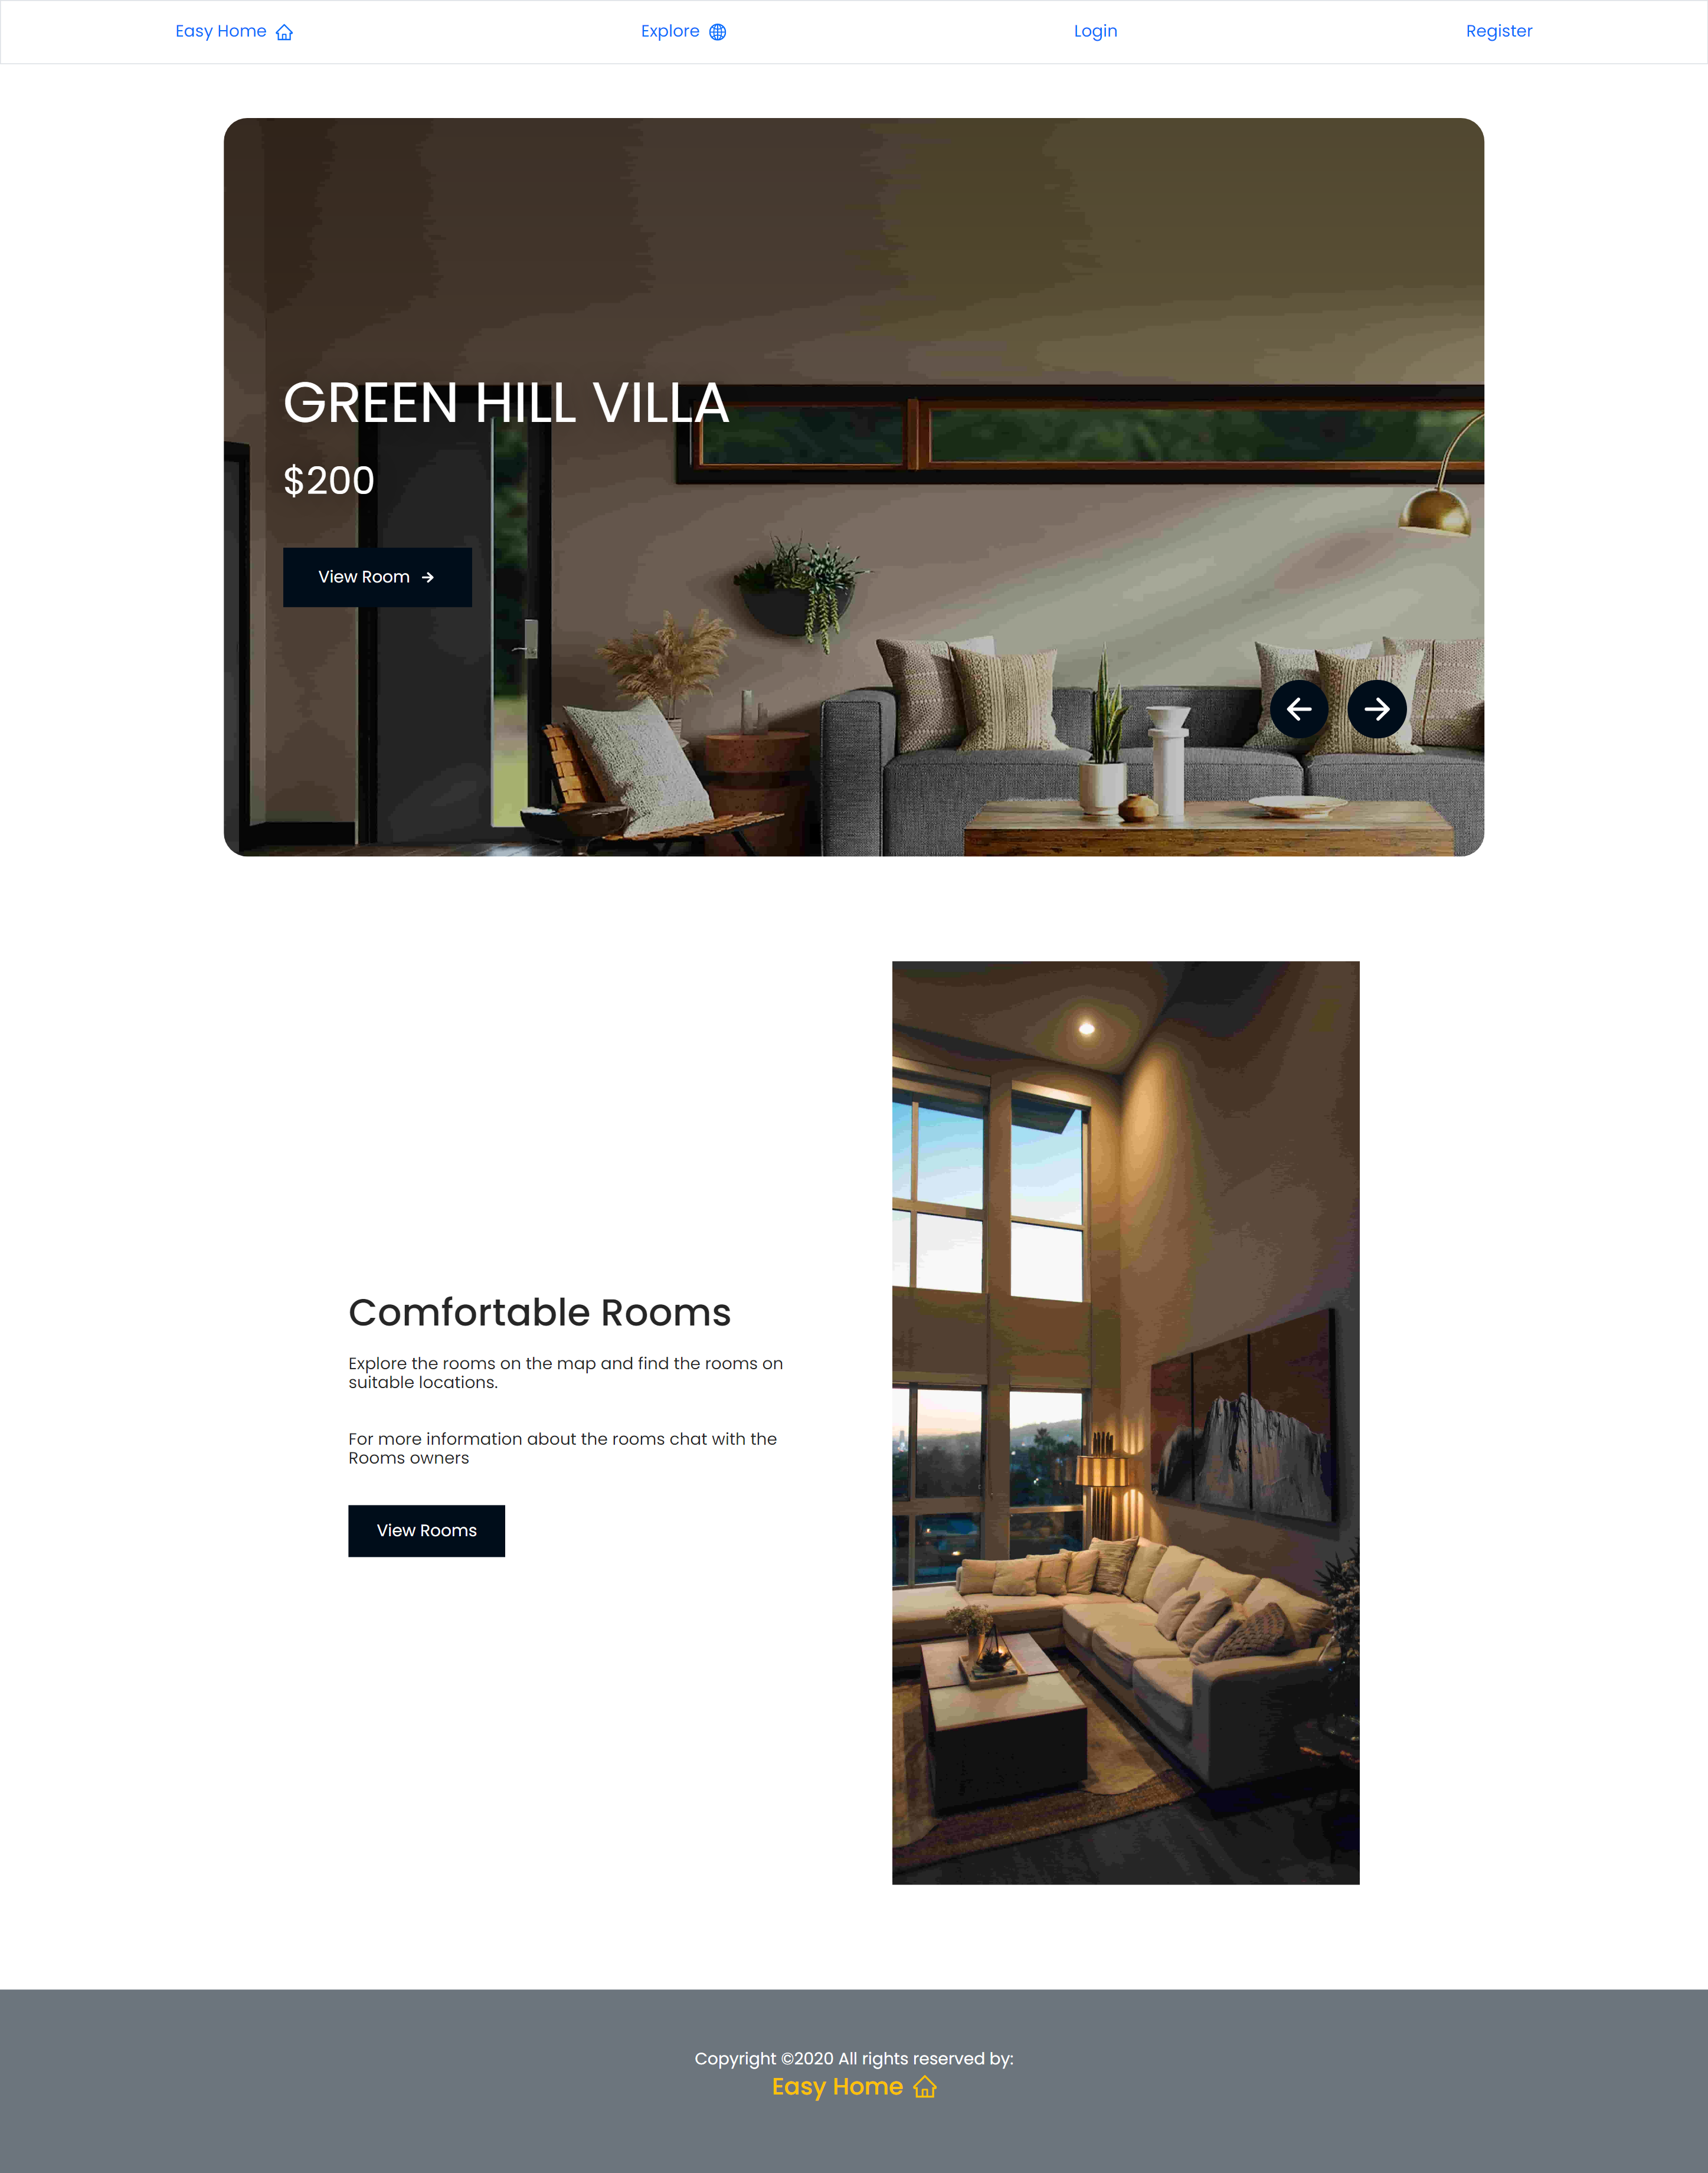 Easy Home
Explore
Login
Register
GREEN HILL VILLA
$200
View Room
Comfortable Rooms
Explore the rooms on the map and find the rooms on
suitable locations.
For more information about the rooms chat with the
Rooms owners
View Rooms
Copyright ©2020 All rights reserved by:
Easy Home